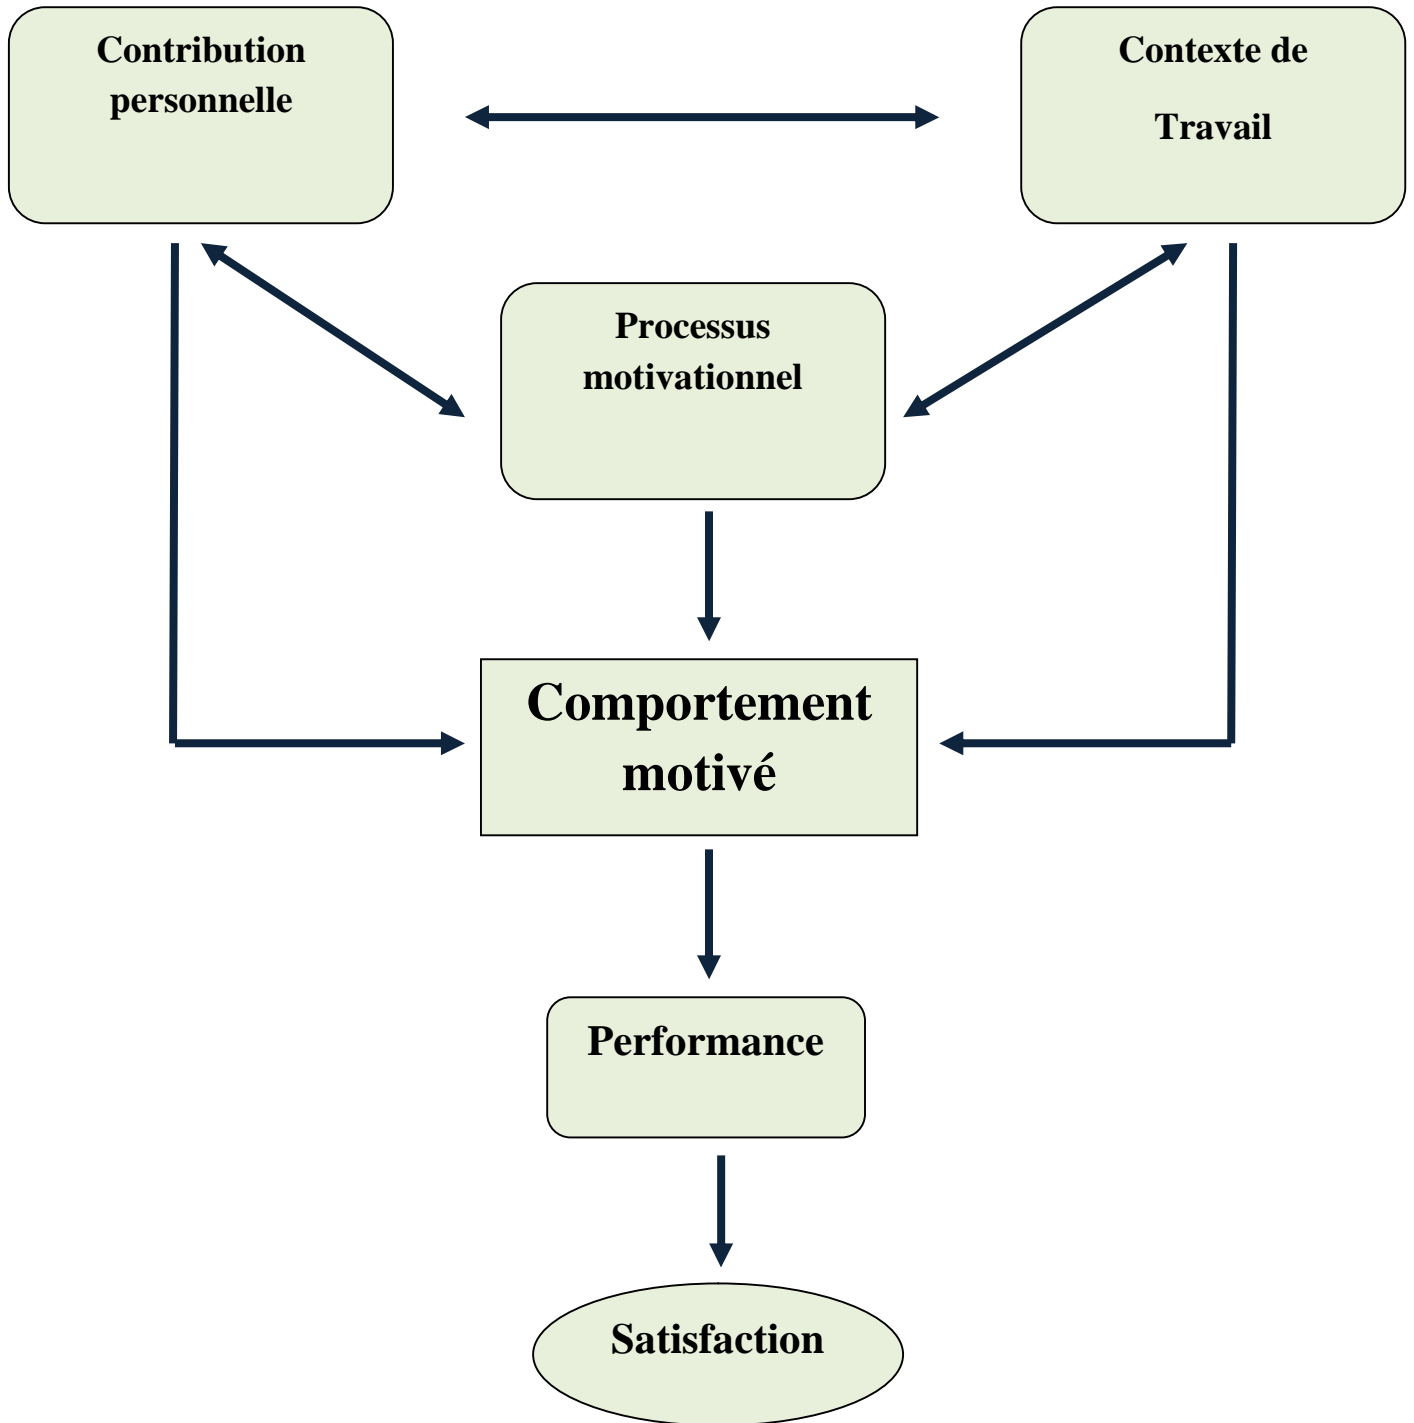 Contribution
personnelle
Contexte de
Travail
Processus
motivationnel
Comportement
motivé
Performance
Satisfaction